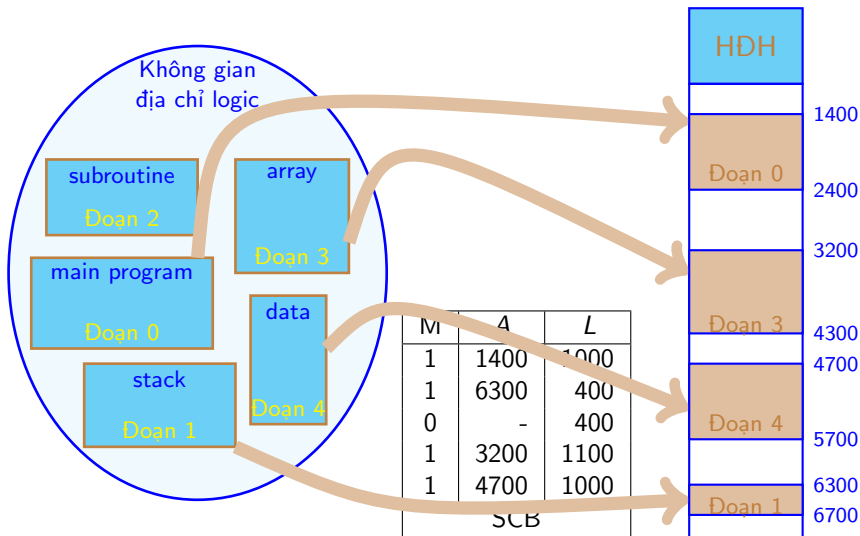 Không gian
địa chỉ logic
subroutine
Đoạn 2
array
Đoạn 3
main program
Đoạn 0
data
Đoạn 4
stack
Đoạn 1
M A L
1 1400 1000
1 6300 400
0 - 400
1 3200 1100
1 4700 1000
SCB
HĐH
1400
Đoạn 0
2400
3200
Đoạn 3
4300
4700
Đoạn 4
5700
6300
Đoạn 1
6700